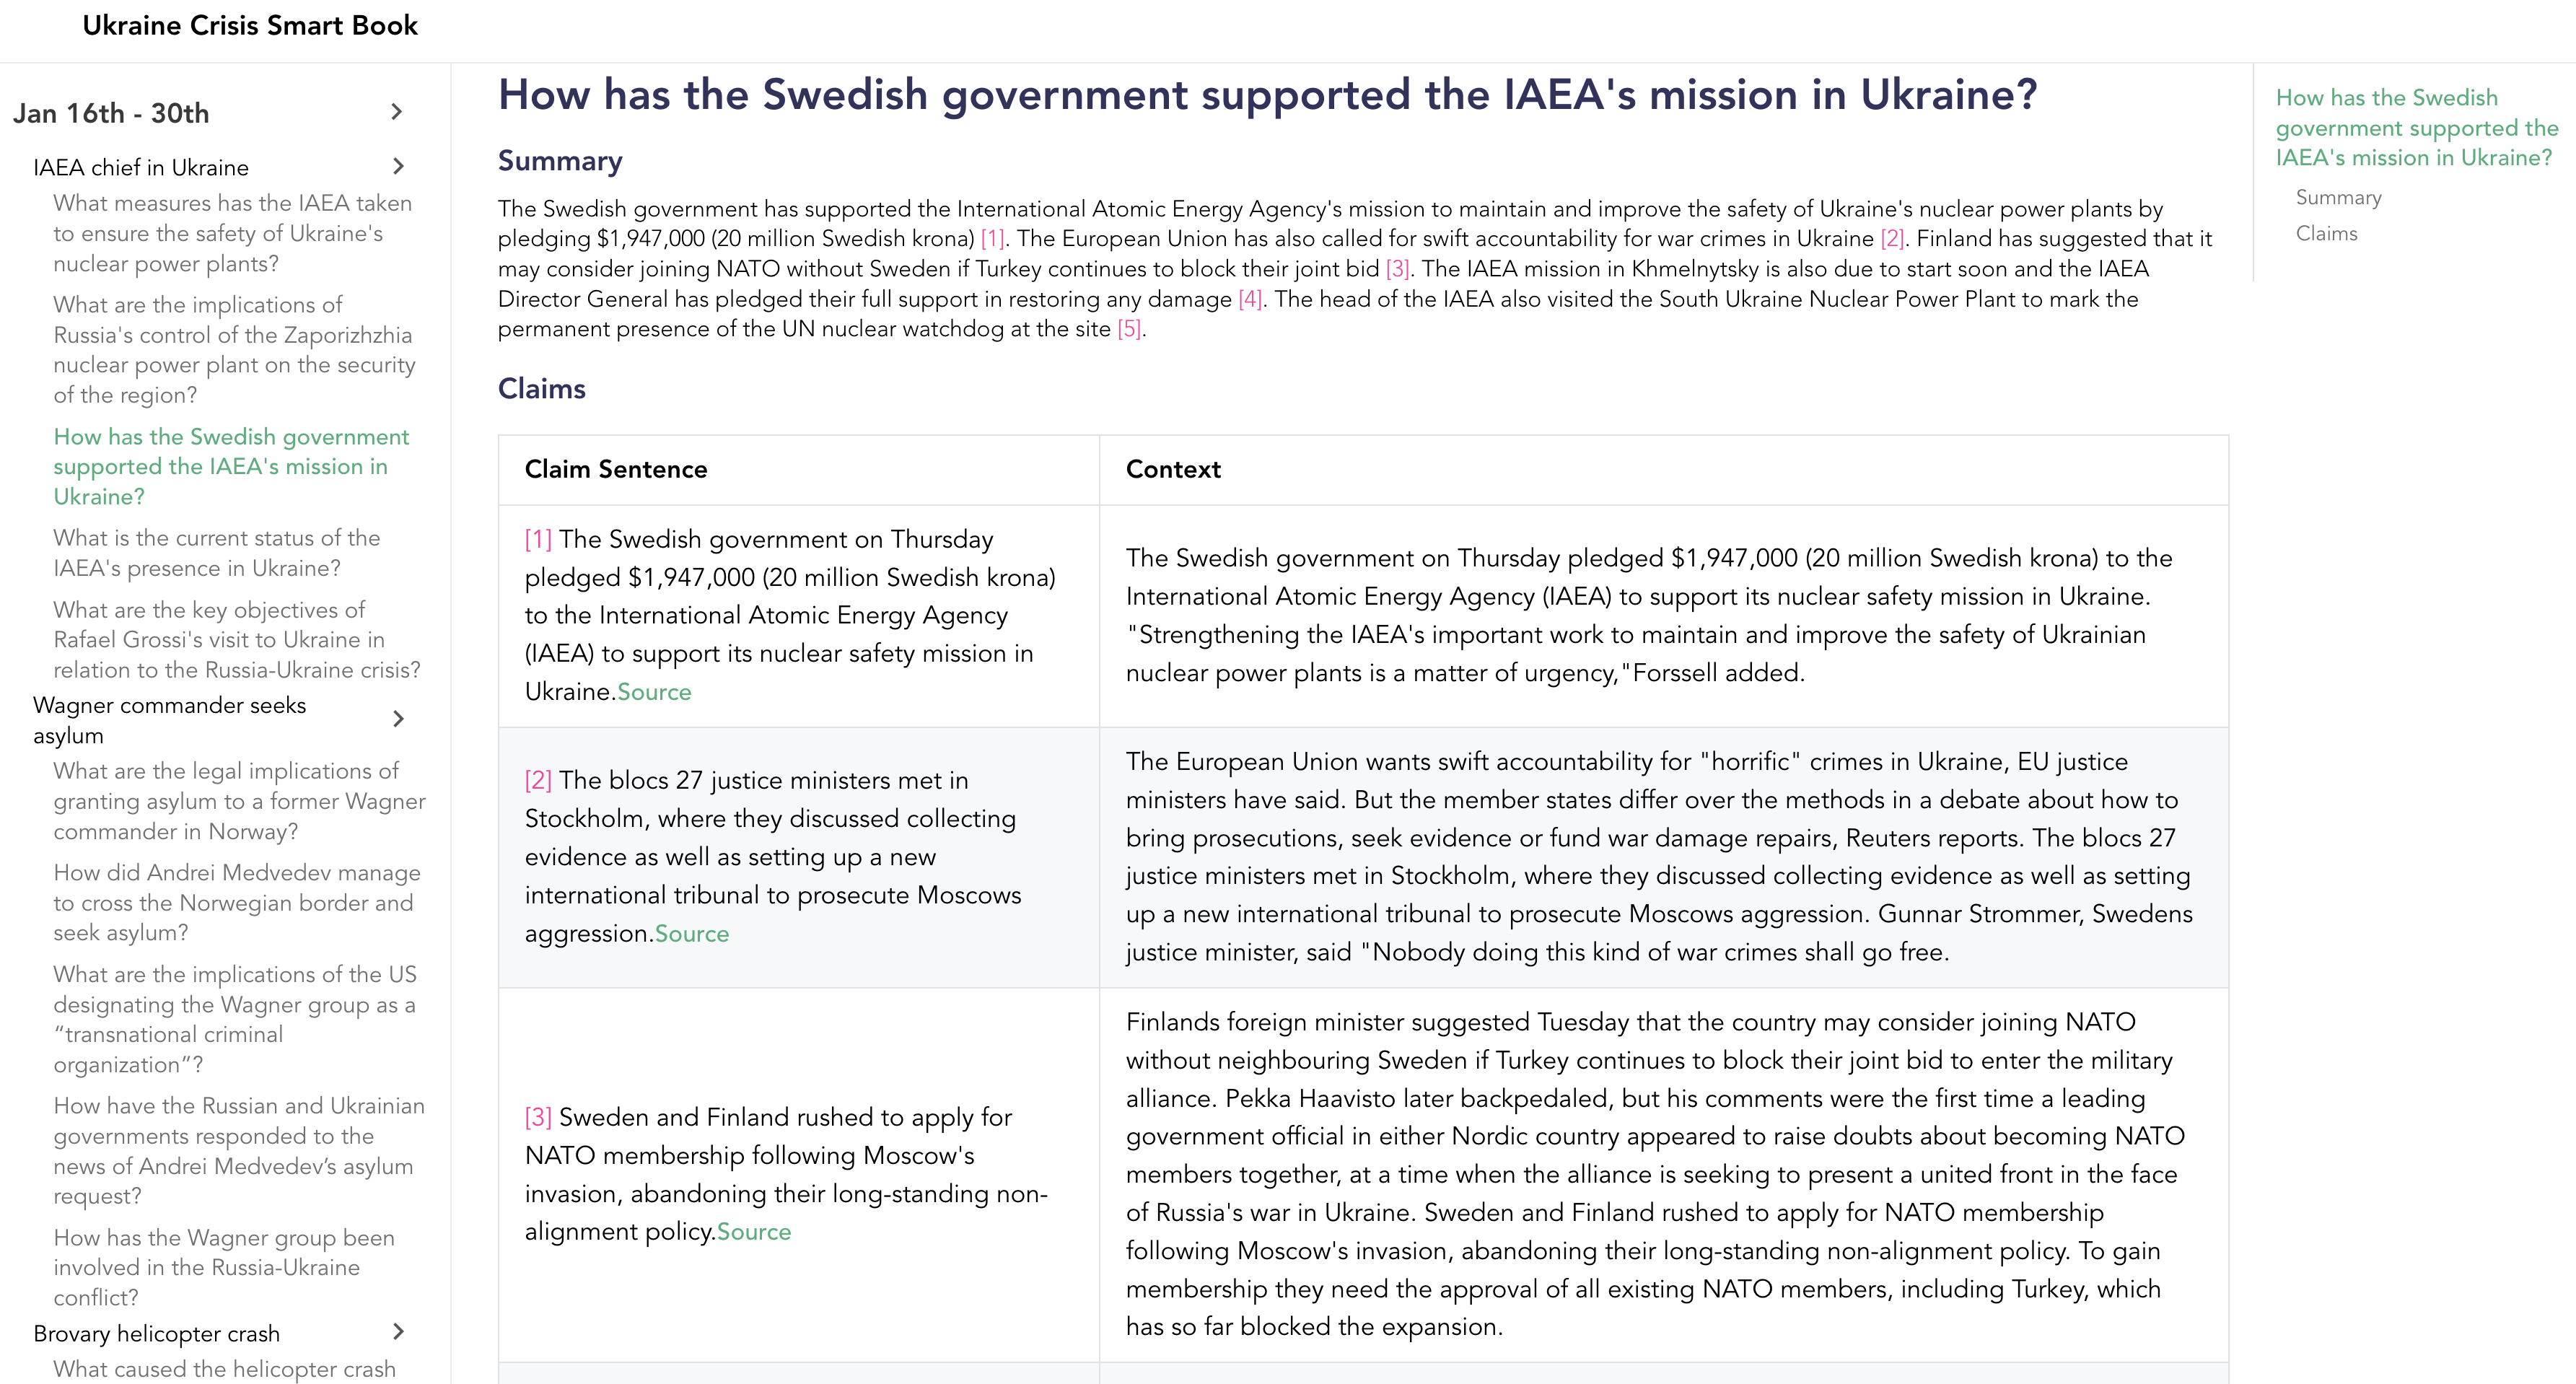 Ukraine Crisis Smart Book
Jan 16th - 30th
IAEA chief in Ukraine
What measures has the IAEA taken
to ensure the safety of Ukraine's
nuclear power plants?
What are the implications of
Russia's control of the Zaporizhzhia
nuclear power plant on the security
of the region?
How has the Swedish government
supported the IAEA's mission in
Ukraine?
What is the current status of the
IAEA's presence in Ukraine?
What are the key objectives of
Rafael Grossi's visit to Ukraine in
relation to the Russia-Ukraine crisis?
Wagner commander seeks
asylum
What are the legal implications of
granting asylum to a former Wagner
commander in Norway?
How did Andrei Medvedev manage
to cross the Norwegian border and
seek asylum?
What are the implications of the US
designating the Wagner group as a
“transnational criminal
organization”?
How have the Russian and Ukrainian
governments responded to the
news of Andrei Medvedev’s asylum
request?
How has the Wagner group been
involved in the Russia-Ukraine
conflict?
Brovary helicopter crash
What caused the helicopter crash
How has the Swedish government supported the IAEA's mission in Ukraine?
Summary
The Swedish government has supported the International Atomic Energy Agency's mission to maintain and improve the safety of Ukraine's nuclear power plants by
pledging $1,947,000 (20 million Swedish krona) [1]. The European Union has also called for swift accountability for war crimes in Ukraine [2]. Finland has suggested that it
may consider joining NATO without Sweden if Turkey continues to block their joint bid [3]. The IAEA mission in Khmelnytsky is also due to start soon and the IAEA
Director General has pledged their full support in restoring any damage [4]. The head of the IAEA also visited the South Ukraine Nuclear Power Plant to mark the
permanent presence of the UN nuclear watchdog at the site [5].
Claims
Claim Sentence
Context
[1] The Swedish government on Thursday
pledged $1,947,000 (20 million Swedish krona)
to the International Atomic Energy Agency
(IAEA) to support its nuclear safety mission in
Ukraine.Source
The Swedish government on Thursday pledged $1,947,000 (20 million Swedish krona) to the
International Atomic Energy Agency (IAEA) to support its nuclear safety mission in Ukraine.
"Strengthening the IAEA's important work to maintain and improve the safety of Ukrainian
nuclear power plants is a matter of urgency,"Forssell added.
[2] The blocs 27 justice ministers met in
Stockholm, where they discussed collecting
evidence as well as setting up a new
international tribunal to prosecute Moscows
aggression.Source
The European Union wants swift accountability for "horrific" crimes in Ukraine, EU justice
ministers have said. But the member states differ over the methods in a debate about how to
bring prosecutions, seek evidence or fund war damage repairs, Reuters reports. The blocs 27
justice ministers met in Stockholm, where they discussed collecting evidence as well as setting
up a new international tribunal to prosecute Moscows aggression. Gunnar Strommer, Swedens
justice minister, said "Nobody doing this kind of war crimes shall go free.
[3] Sweden and Finland rushed to apply for
NATO membership following Moscow's
invasion, abandoning their long-standing non-
alignment policy.Source
Finlands foreign minister suggested Tuesday that the country may consider joining NATO
without neighbouring Sweden if Turkey continues to block their joint bid to enter the military
alliance. Pekka Haavisto later backpedaled, but his comments were the first time a leading
government official in either Nordic country appeared to raise doubts about becoming NATO
members together, at a time when the alliance is seeking to present a united front in the face
of Russia's war in Ukraine. Sweden and Finland rushed to apply for NATO membership
following Moscow's invasion, abandoning their long-standing non-alignment policy. To gain
membership they need the approval of all existing NATO members, including Turkey, which
has so far blocked the expansion.
How has the Swedish
government supported the
IAEA's mission in Ukraine?
Summary
Claims